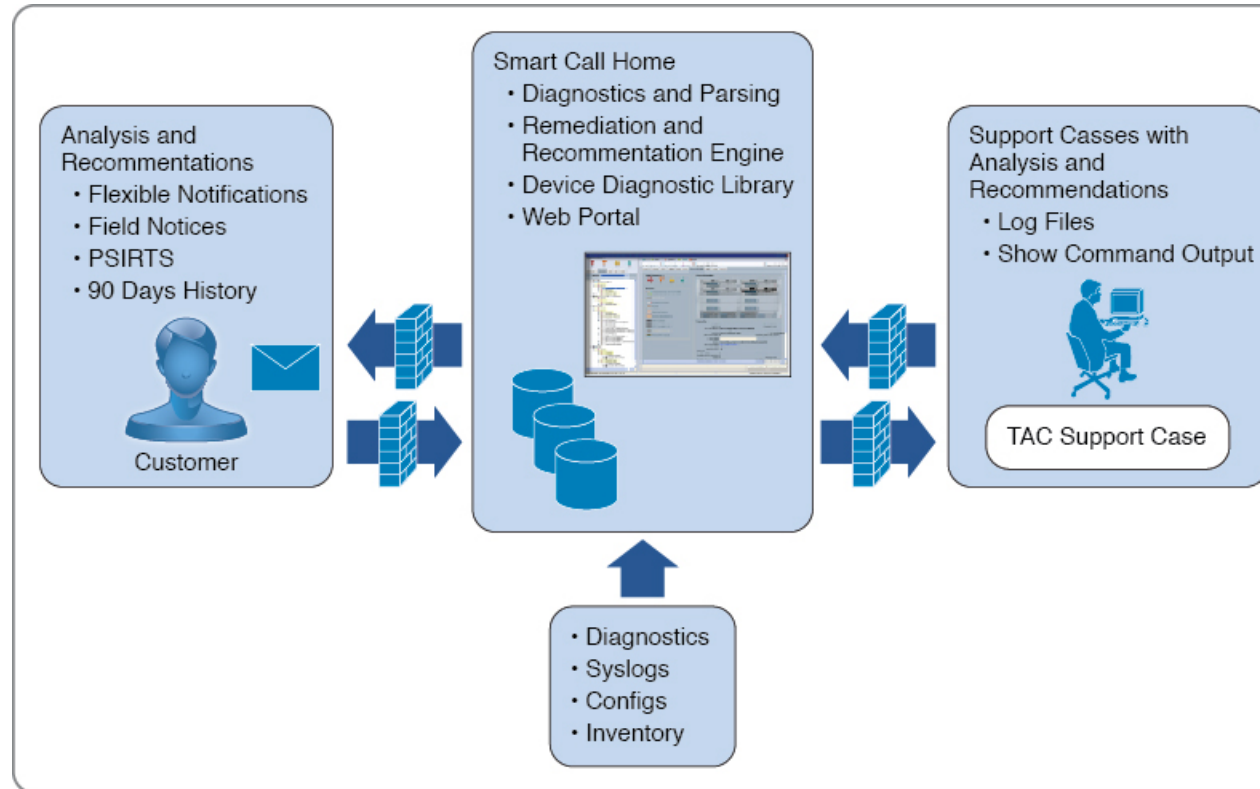 Analysis and
Recommentations
• Flexible Notifications
• Field Notices
• PSIRTS
• 90 Days History
Customer
Smart Call Home
• Diagnostics and Parsing
• Remediation and
Recommentation Engine
• Device Diagnostic Library
• Web Portal
Support Casses with
Analysis and
Recommendations
• Log Files
• Show Command Output
TAC Support Case
• Diagnostics
• Syslogs
• Configs
• Inventory